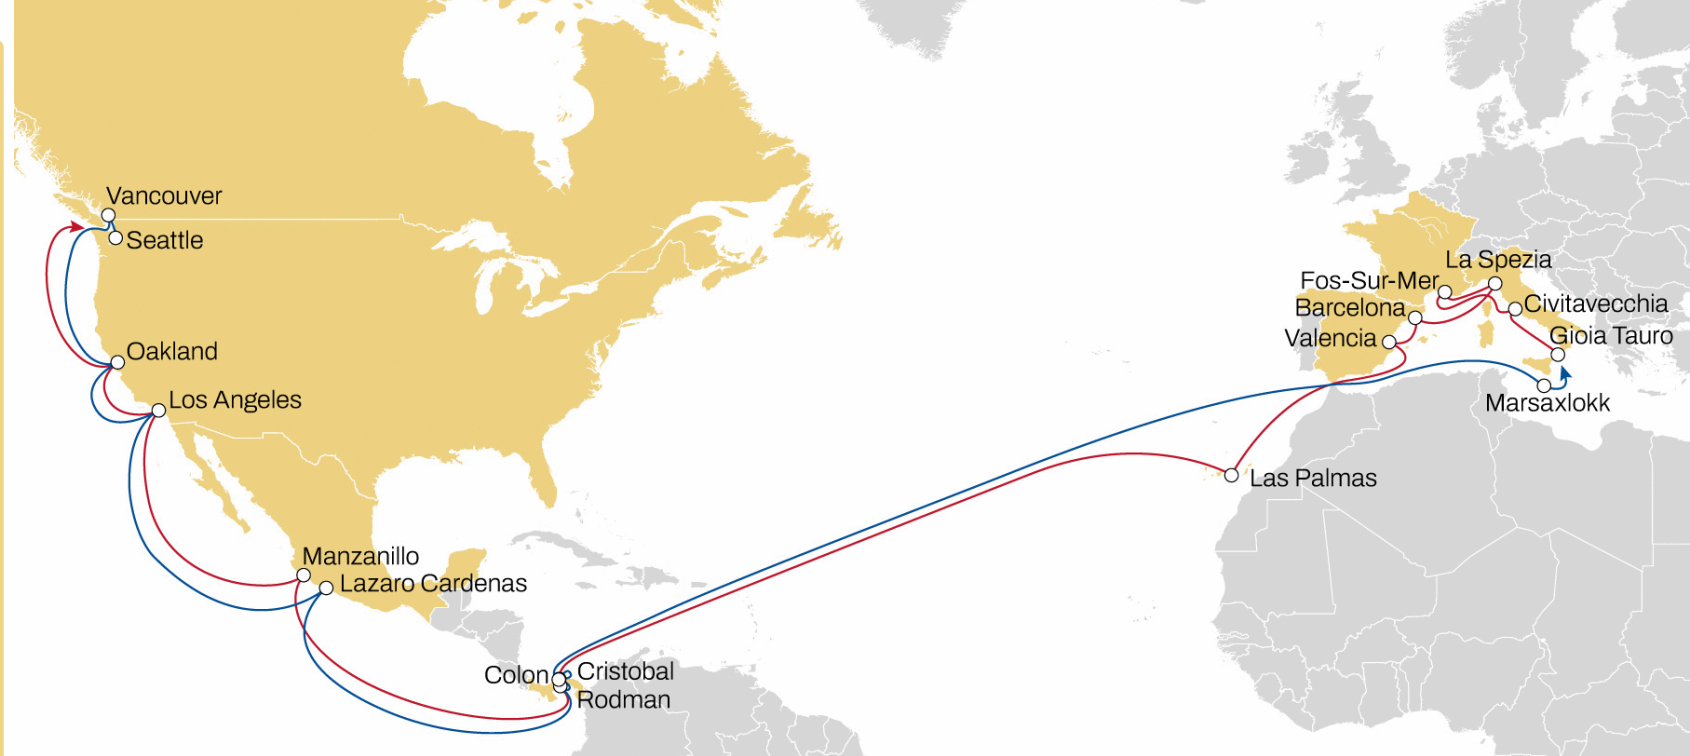 Vancouver
Seattle
La Spezia
Fos-Sur-Mer
Civitavecchia
Barcelona
Gioia Tauro
Valencia
Oakland
Los Angeles
Marsaxlokk
Las Palmas
Manzanillo
Lazaro Cardenas
Colon
Cristobal
Rodman